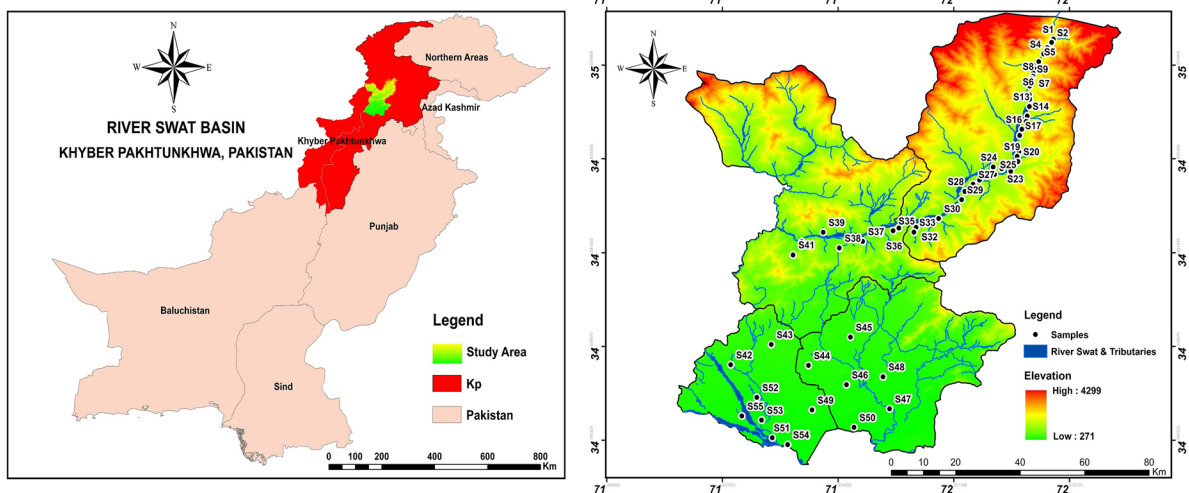 N
W
E
S
RIVER SWAT BASIN
KHYBER PAKHTUNKHWA, PAKISTAN
Northern Areas
Azad Kashmir
Khyber Pakhtunkhwa
Punjab
Baluchistan
Sind
Legend
Study Area
Kp
Pakistan
0 100 200 400 600 800
Km
71 71 71 72 72
35
35
34
34
34
34
35
34
34
34
N
W
E
S
S1
S2
S4
S5
S8
S9
S6
S7
S13
S14
S16
S17
S19
S20
S24
S25
S23
S27
S28
S29
S30
S35
S33
S32
S37
S36
S39
S38
S41
S43
S45
S42
S44
S46
S48
S52
S49
S47
S55
S53
S50
S51
S54
Legend
Samples
River Swat & Tributaries
Elevation
High : 4299
Low : 271
0 10 20 40 60 80
Km
71 71 71 72 72